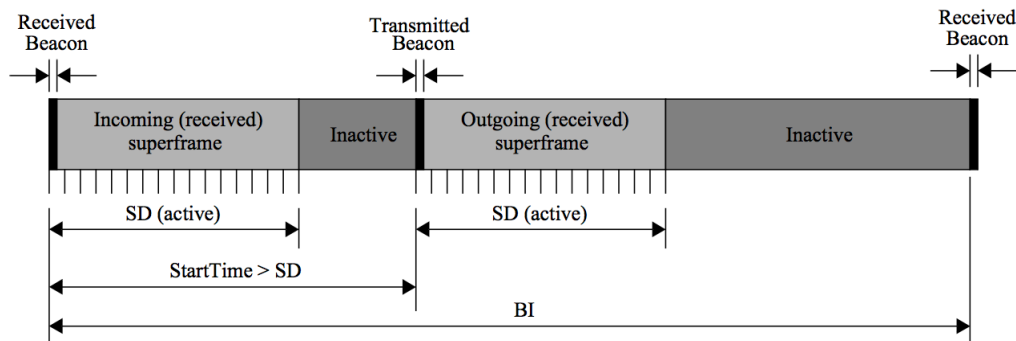 Received
Beacon
Transmitted
Beacon
Received
Beacon
Incoming (received)
superframe
Inactive
Outgoing (received)
superframe
Inactive
SD (active)
SD (active)
StartTime > SD
BI